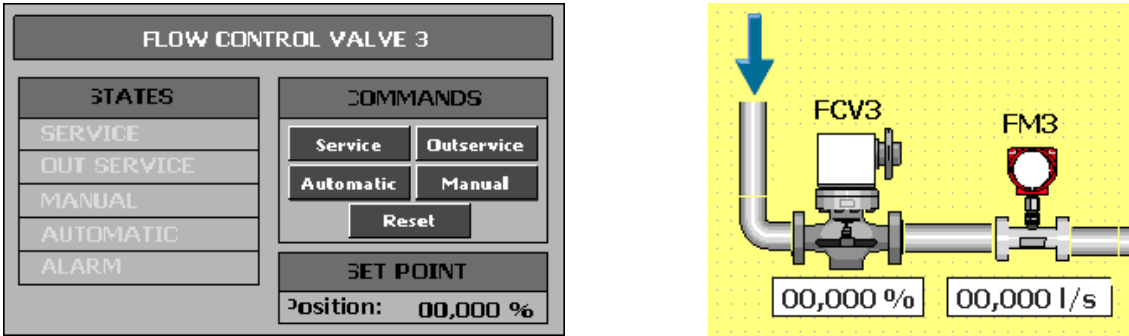 FLOW CONTROL VALVE 3
STATES
SERVICE
OUT SERVICE
MANUAL
AUTOMATIC
ALARM
COMMANDS
Service Outservice
Automatic Manual
Reset
SET POINT
Position: 00,000 %
FCV3
FM3
00,000 %
00,000 l/s